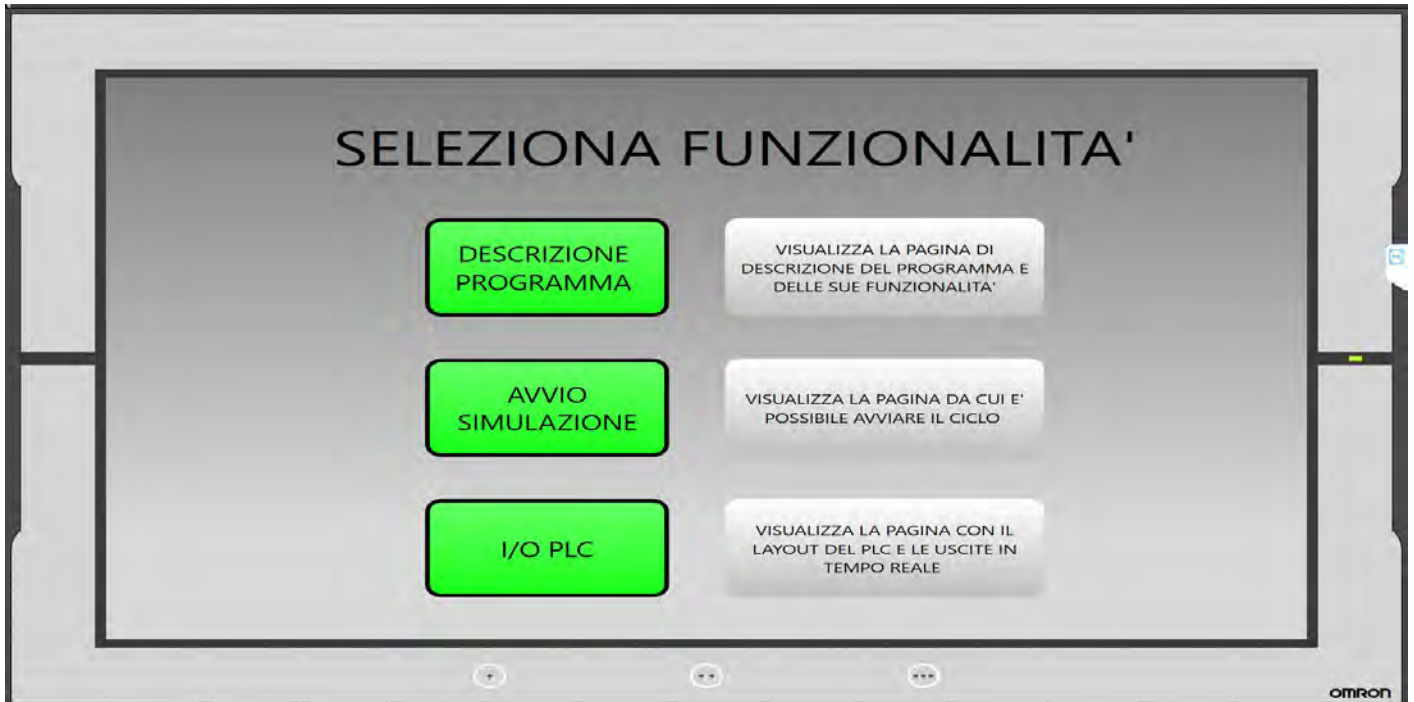 SELEZIONA FUNZIONALITA'
DESCRIZIONE
PROGRAMMA
VISUALIZZA LA PAGINA DI
DESCRIZIONE DEL PROGRAMMA E
DELLE SUE FUNZIONALITA'
AVVIO
SIMULAZIONE
VISUALIZZA LA PAGINA DA CUI E'
POSSIBILE AVVIARE IL CICLO
I/O PLC
VISUALIZZA LA PAGINA CON IL
LAYOUT DEL PLC E LE USCITE IN
TEMPO REALE
OMRON